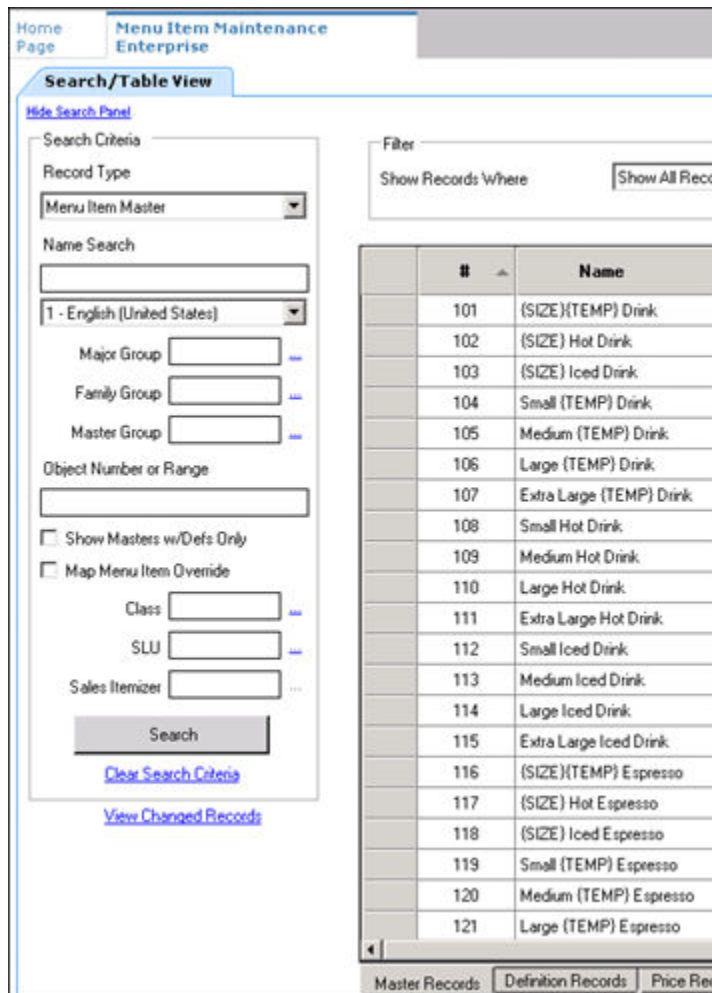 Home Page
Menu Item Maintenance
Enterprise
Search/Table View
Hide Search Panel
Search Criteria
Record Type
Menu Item Master
Name Search
1 - English (United States)
Major Group ...
Family Group ...
Master Group ...
Object Number or Range
Show Masters w/Defs Only
Map Menu Item Override
Class ...
SLU ...
Sales Itemizer ...
Search
Clear Search Criteria
View Changed Records
Filter
Show Records Where Show All Reco
# Name
101 {SIZE}{TEMP} Drink
102 {SIZE} Hot Drink
103 {SIZE} Iced Drink
104 Small {TEMP} Drink
105 Medium {TEMP} Drink
106 Large {TEMP} Drink
107 Extra Large {TEMP} Drink
108 Small Hot Drink
109 Medium Hot Drink
110 Large Hot Drink
111 Extra Large Hot Drink
112 Small Iced Drink
113 Medium Iced Drink
114 Large Iced Drink
115 Extra Large Iced Drink
116 {SIZE}{TEMP} Espresso
117 {SIZE} Hot Espresso
118 {SIZE} Iced Espresso
119 Small {TEMP} Espresso
120 Medium {TEMP} Espresso
121 Large {TEMP} Espresso
Master Records Definition Records Price Rec